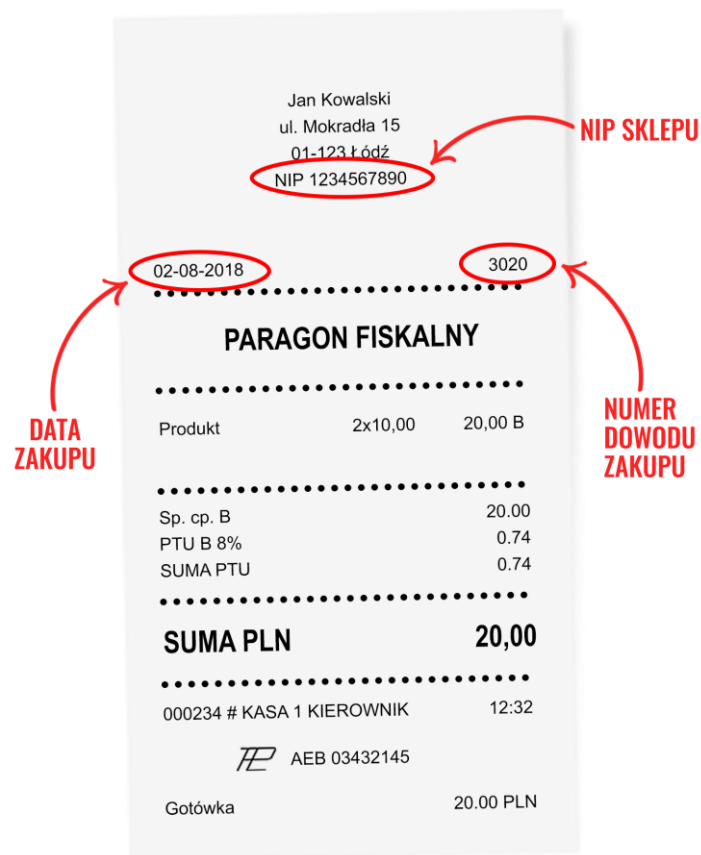 Jan Kowalski
ul. Mokradła 15
01-123 Łódź
NIP 1234567890
NIP SKLEPU
02-08-2018 3020
PARAGON FISKALNY
DATA
ZAKUPU
NUMER
DOWODU
ZAKUPU
Produkt 2x10,00 20,00 B
Sp. cp. B 20.00
PTU B 8% 0.74
SUMA PTU 0.74
SUMA PLN 20,00
000234 # KASA 1 KIEROWNIK 12:32
AEB 03432145
Gotówka 20.00 PLN